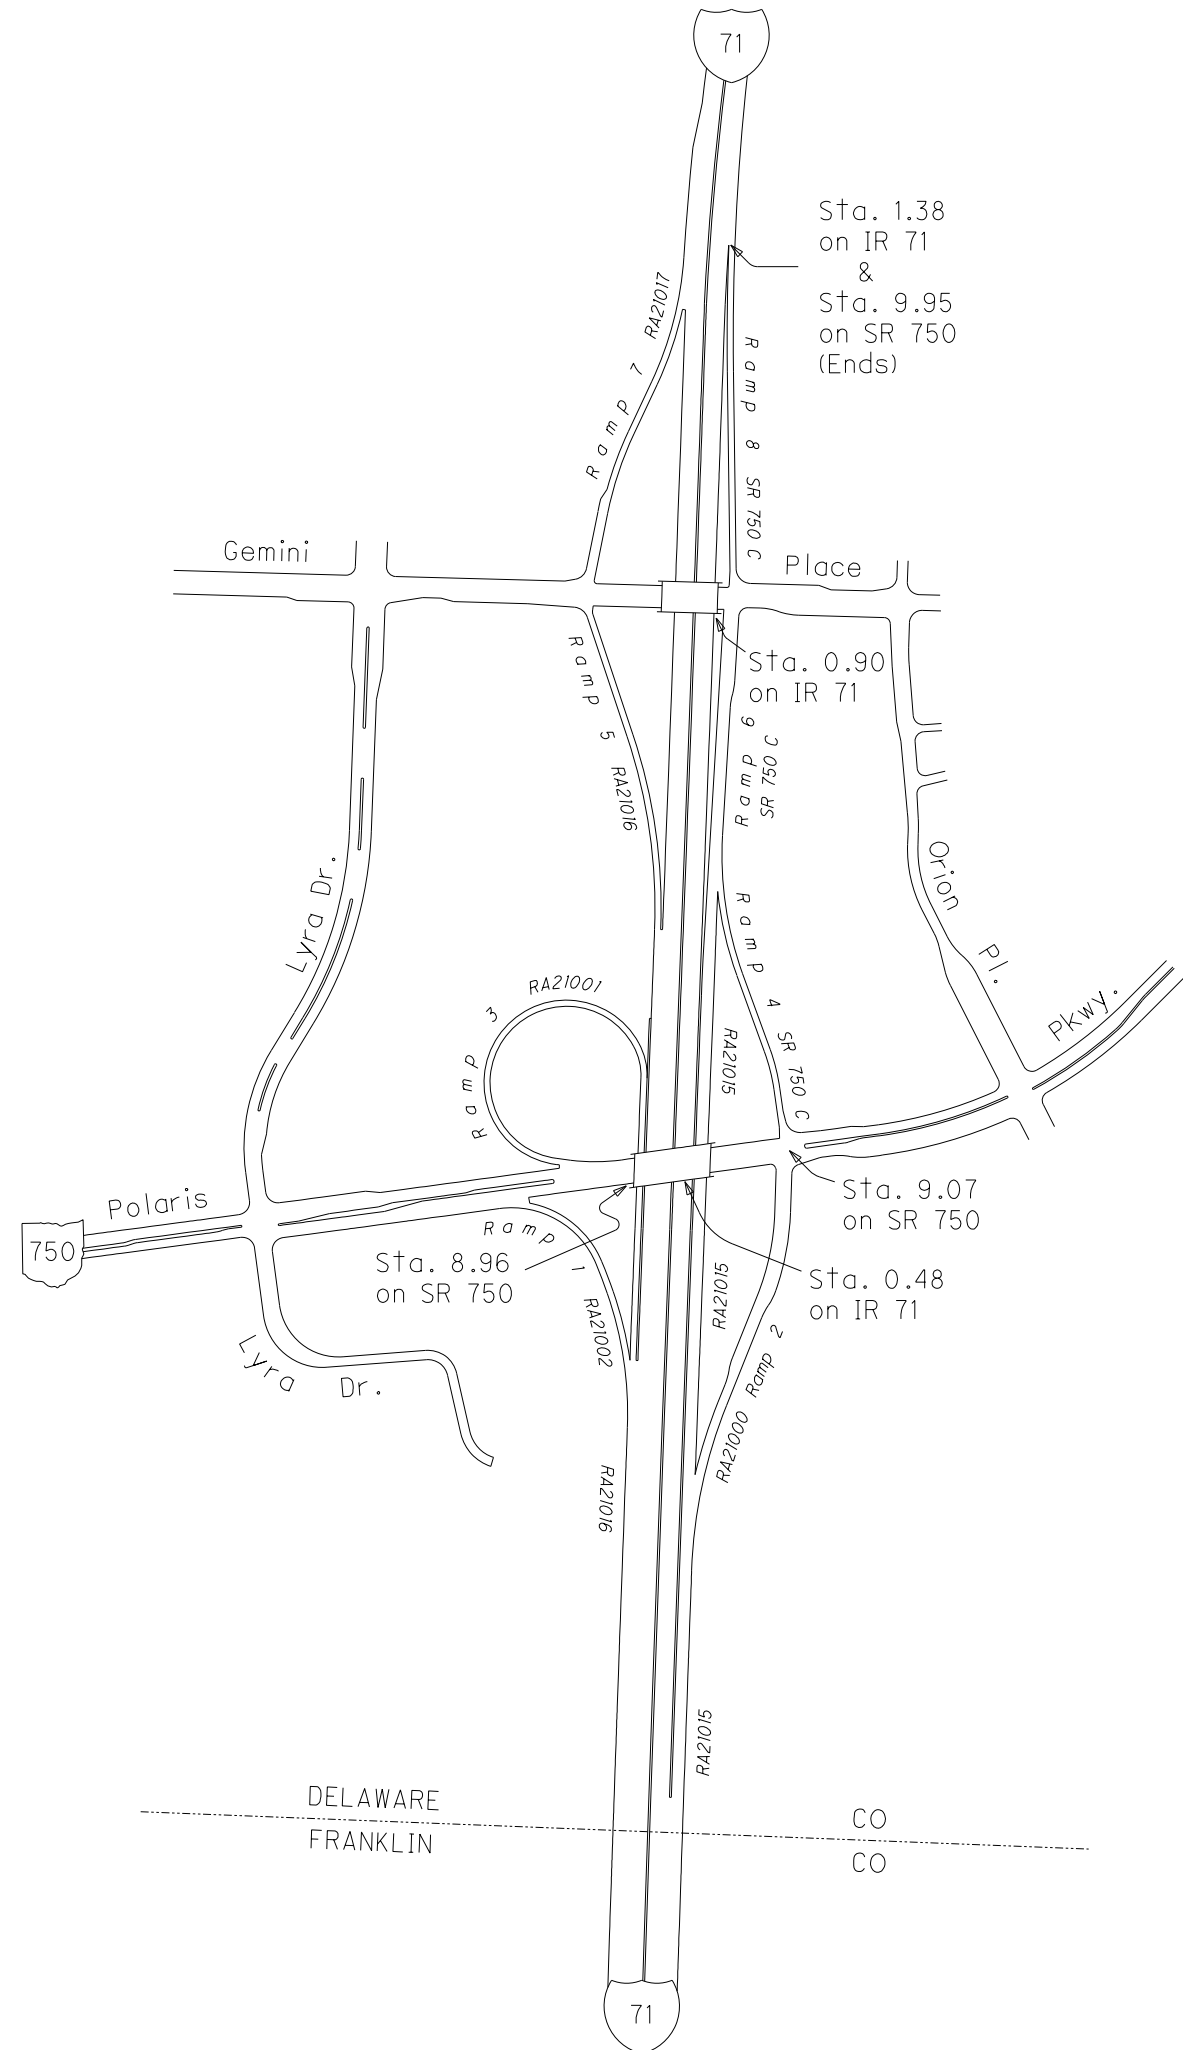 71
Sta. 1.38
on IR 71
&
Sta. 9.95
on SR 750
(Ends)
RA21017
Ramp 7
Ramp 8 SR 750 C
Gemini
Place
Sta. 0.90
on IR 71
Ramp 5
RA21016
Ramp 6
SR 750 C
Lyra Dr.
Orion Pl.
Ramp 4 SR 750 C
RA21001
Ramp 3
RA21015
Pkwy.
Polaris
750
Sta. 9.07
on SR 750
Ramp 1
RA21002
Sta. 8.96
on SR 750
RA21015
Sta. 0.48
on IR 71
Lyra Dr.
RA21000 Ramp 2
RA21016
RA21015
DELAWARE
CO
FRANKLIN
CO
71